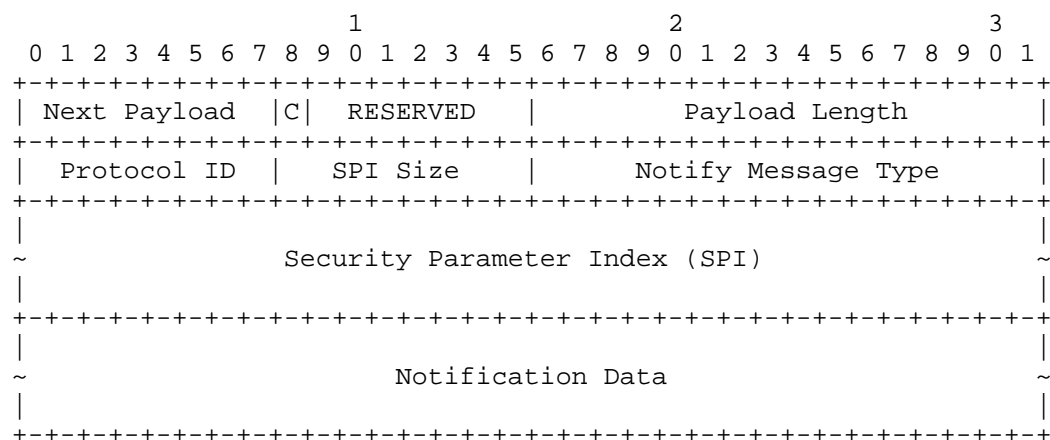 1                   2                   3
 0 1 2 3 4 5 6 7 8 9 0 1 2 3 4 5 6 7 8 9 0 1 2 3 4 5 6 7 8 9 0 1
+-+-+-+-+-+-+-+-+-+-+-+-+-+-+-+-+-+-+-+-+-+-+-+-+-+-+-+-+-+-+-+-+
| Next Payload  |C|  RESERVED   |         Payload Length        |
+-+-+-+-+-+-+-+-+-+-+-+-+-+-+-+-+-+-+-+-+-+-+-+-+-+-+-+-+-+-+-+-+
|  Protocol ID  |   SPI Size    |      Notify Message Type      |
+-+-+-+-+-+-+-+-+-+-+-+-+-+-+-+-+-+-+-+-+-+-+-+-+-+-+-+-+-+-+-+-+
|                                                               |
~                Security Parameter Index (SPI)                 ~
|                                                               |
+-+-+-+-+-+-+-+-+-+-+-+-+-+-+-+-+-+-+-+-+-+-+-+-+-+-+-+-+-+-+-+-+
|                                                               |
~                       Notification Data                       ~
|                                                               |
+-+-+-+-+-+-+-+-+-+-+-+-+-+-+-+-+-+-+-+-+-+-+-+-+-+-+-+-+-+-+-+-+